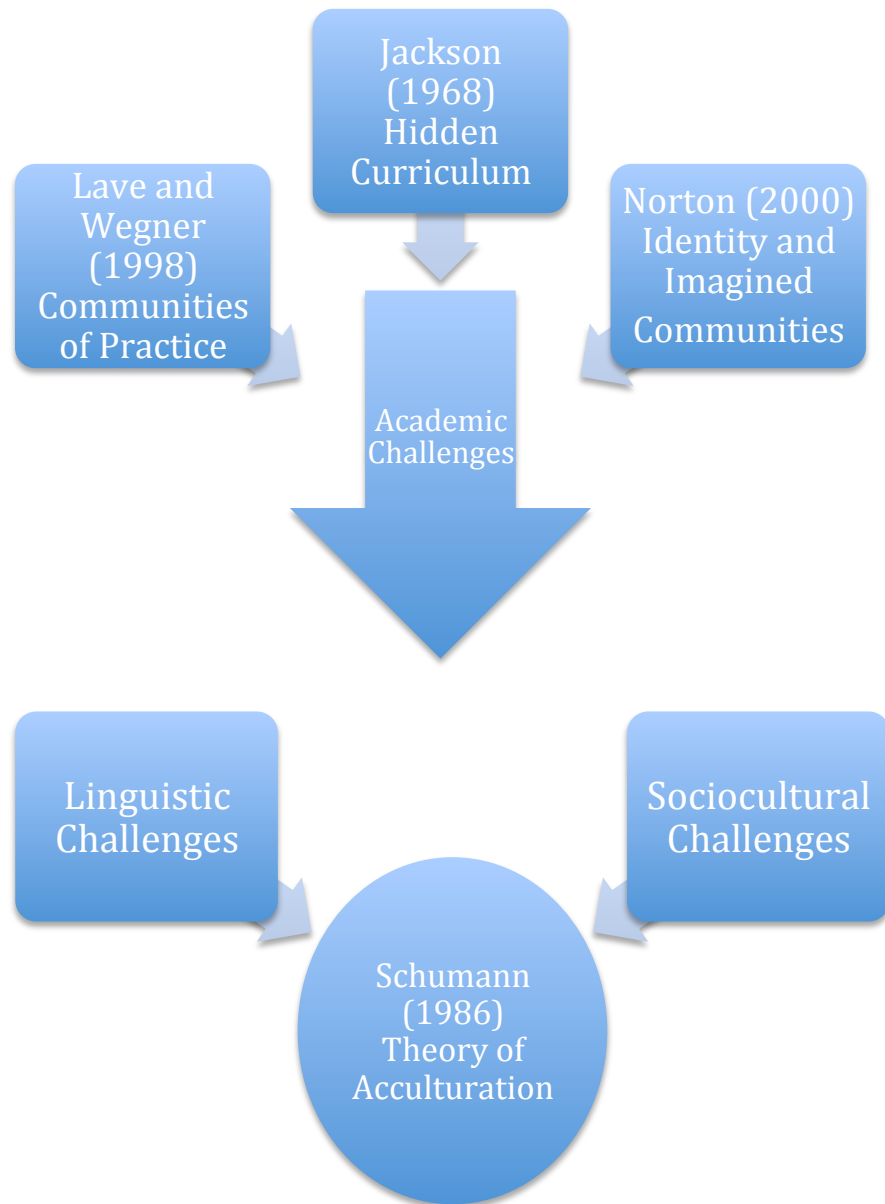 Jackson
(1968)
Hidden
Curriculum
Lave and
Wegner
(1998)
Communities
of Practice
Norton (2000)
Identity and
Imagined
Communities
Academic
Challenges
Linguistic
Challenges
Sociocultural
Challenges
Schumann
(1986)
Theory of
Acculturation